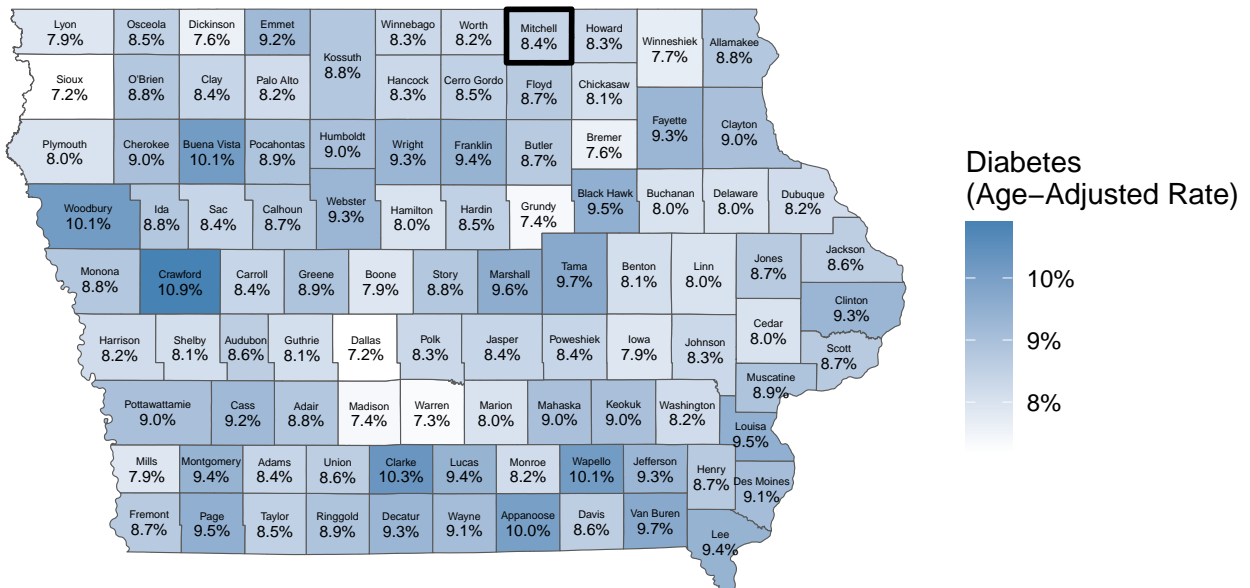 Lyon
7.9%
Osceola
8.5%
Dickinson
7.6%
Emmet
9.2%
Winnebago
8.3%
Worth
8.2%
Mitchell
8.4%
Howard
8.3%
Winneshiek
7.7%
Allamakee
8.8%
Kossuth
8.8%
Sioux
7.2%
O'Brien
8.8%
Clay
8.4%
Palo Alto
8.2%
Hancock
8.3%
Cerro Gordo
8.5%
Floyd
8.7%
Chickasaw
8.1%
Fayette
9.3%
Clayton
9.0%
Plymouth
8.0%
Cherokee
9.0%
Buena Vista
10.1%
Pocahontas
8.9%
Humboldt
9.0%
Wright
9.3%
Franklin
9.4%
Butler
8.7%
Bremer
7.6%
Woodbury
10.1%
Ida
8.8%
Sac
8.4%
Calhoun
8.7%
Webster
9.3%
Hamilton
8.0%
Hardin
8.5%
Grundy
7.4%
Black Hawk
9.5%
Buchanan
8.0%
Delaware
8.0%
Dubuque
8.2%
Monona
8.8%
Crawford
10.9%
Carroll
8.4%
Greene
8.9%
Boone
7.9%
Story
8.8%
Marshall
9.6%
Tama
9.7%
Benton
8.1%
Linn
8.0%
Jones
8.7%
Jackson
8.6%
Clinton
9.3%
Harrison
8.2%
Shelby
8.1%
Audubon
8.6%
Guthrie
8.1%
Dallas
7.2%
Polk
8.3%
Jasper
8.4%
Poweshiek
8.4%
Iowa
7.9%
Johnson
8.3%
Cedar
8.0%
Scott
8.7%
Muscatine
8.9%
Pottawattamie
9.0%
Cass
9.2%
Adair
8.8%
Madison
7.4%
Warren
7.3%
Marion
8.0%
Mahaska
9.0%
Keokuk
9.0%
Washington
8.2%
Louisa
9.5%
Mills
7.9%
Montgomery
9.4%
Adams
8.4%
Union
8.6%
Clarke
10.3%
Lucas
9.4%
Monroe
8.2%
Wapello
10.1%
Jefferson
9.3%
Henry
8.7%
Des Moines
9.1%
Fremont
8.7%
Page
9.5%
Taylor
8.5%
Ringgold
8.9%
Decatur
9.3%
Wayne
9.1%
Appanoose
10.0%
Davis
8.6%
Van Buren
9.7%
Lee
9.4%
Diabetes
(Age−Adjusted Rate)
10%
9%
8%